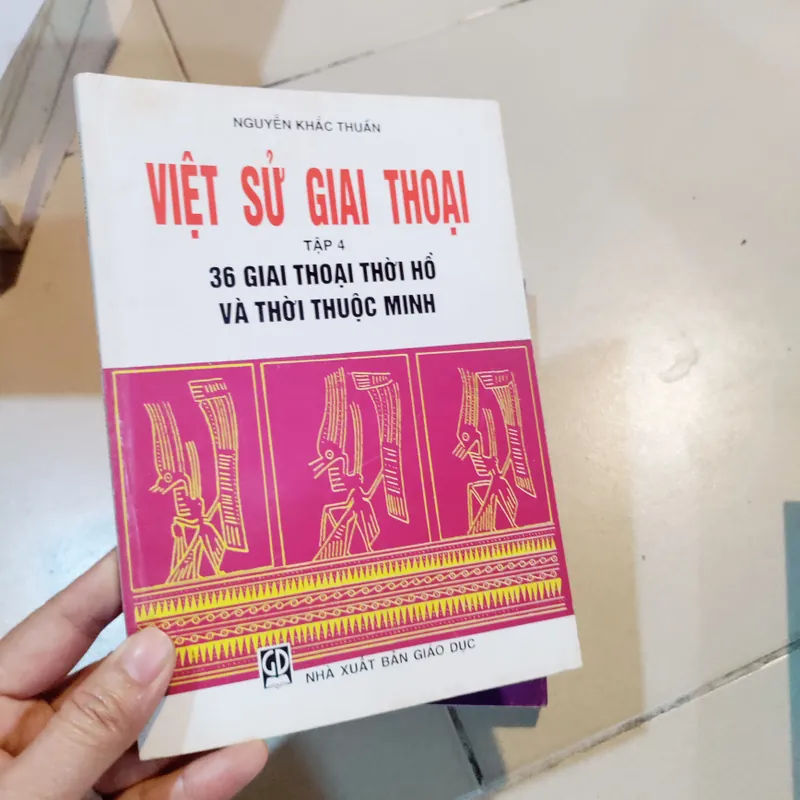 NGUYỄN KHẮC THUẦN
VIỆT SỬ GIAI THOẠI
TẬP 4
36 GIAI THOẠI THỜI HỒ
VÀ THỜI THUỘC MINH
GD
NHÀ XUẤT BẢN GIÁO DỤC